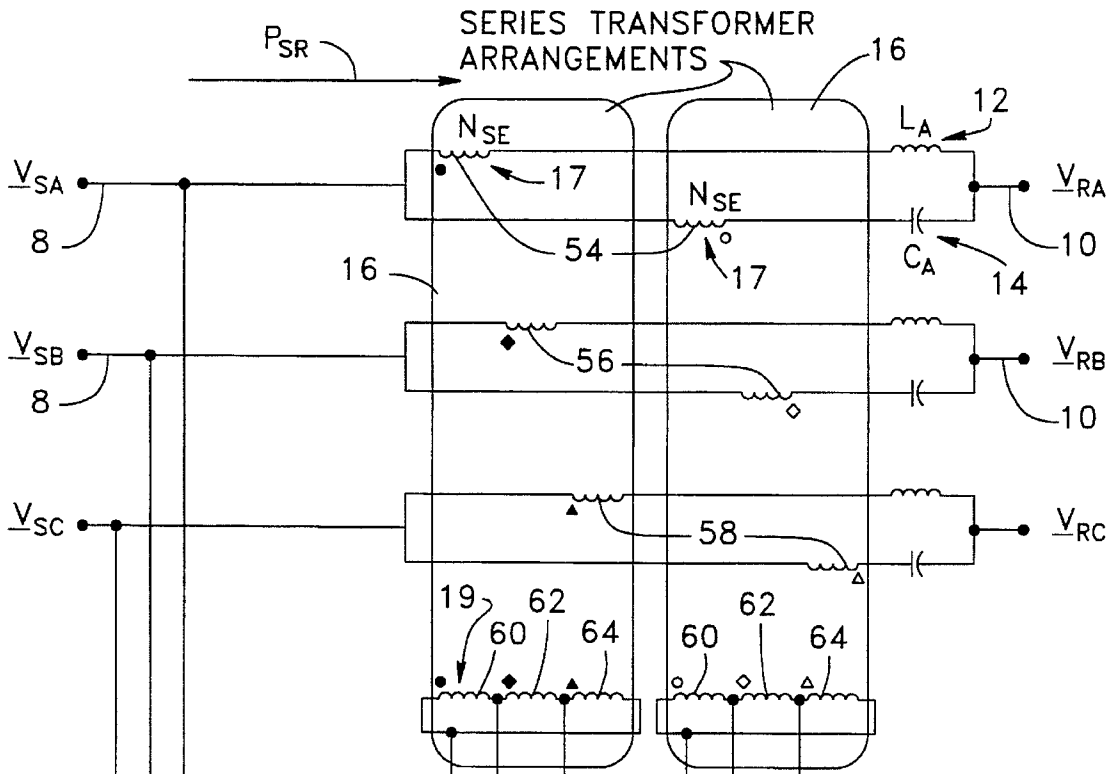 SERIES TRANSFORMER
ARRANGEMENTS
P_SR
16
N_SE
L_A
12
V_SA
17
V_RA
8
N_SE
54
10
16
17
C_A
14
V_SB
56
V_RB
8
10
V_SC
58
V_RC
19
60
62
64
60
62
64